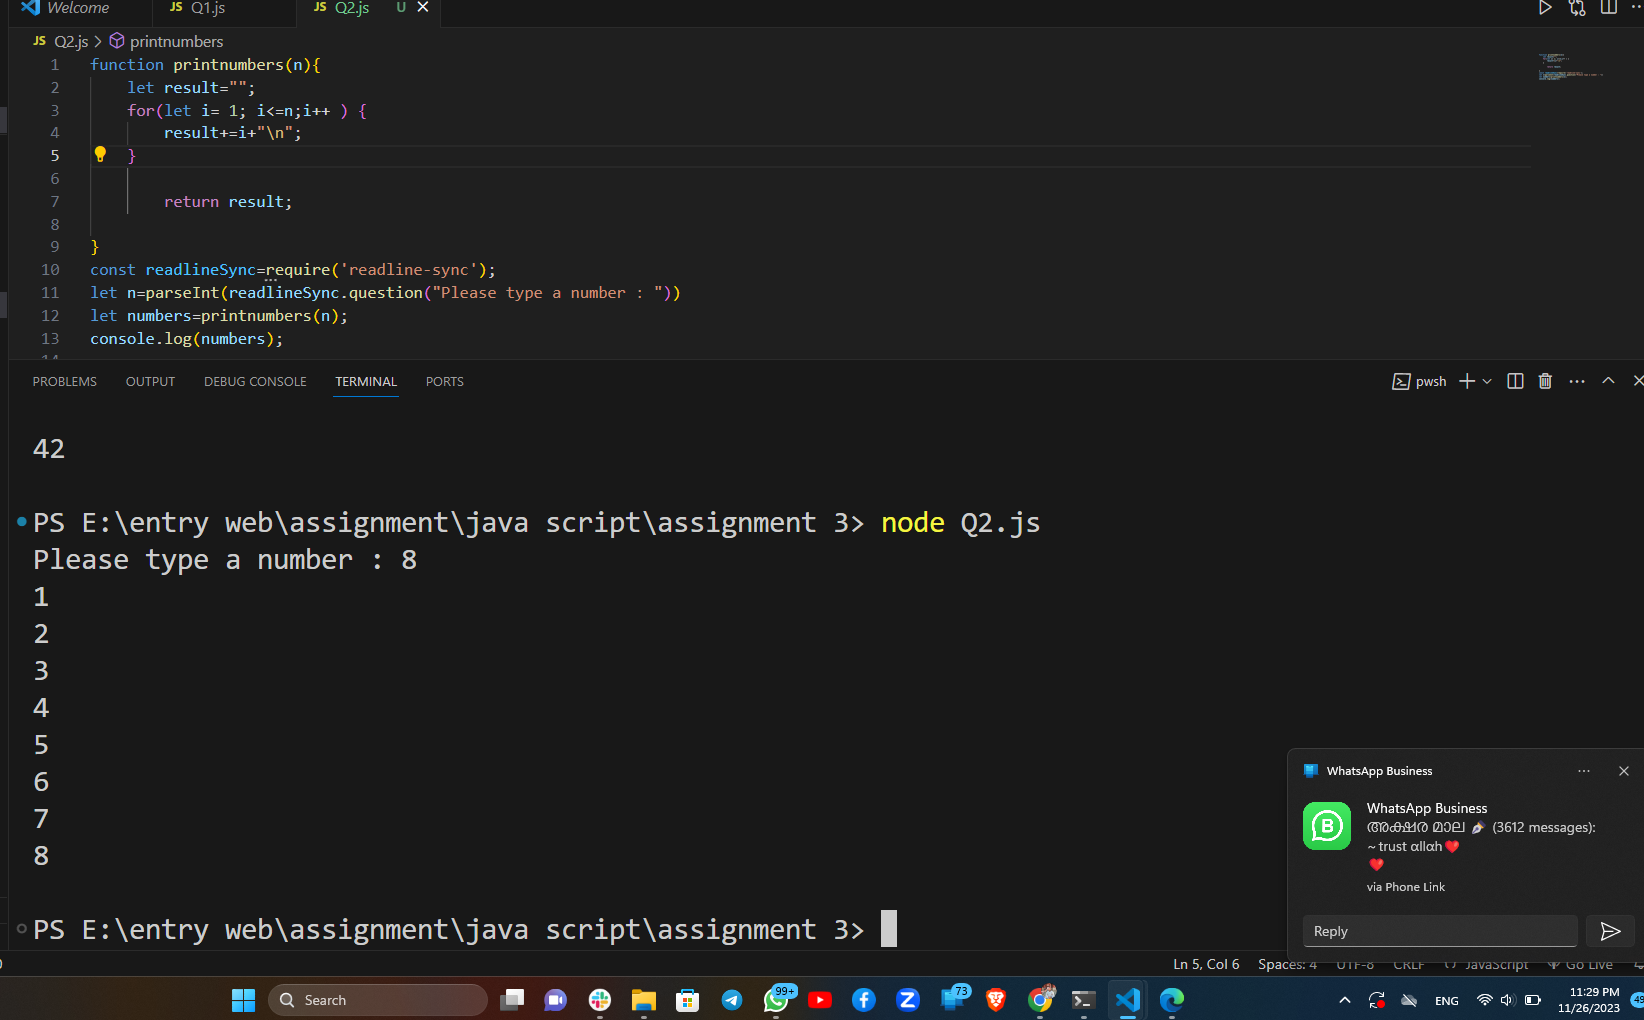 Welcome
JS Q1.js
JS Q2.js U
JS Q2.js > printnumbers
1 function printnumbers(n){
2 let result="";
3 for(let i= 1; i<=n;i++ ) {
4 result+=i+"\n";
5 }
6
7 return result;
8
9 }
10 const readlineSync=require('readline-sync');
11 let n=parseInt(readlineSync.question("Please type a number : "))
12 let numbers=printnumbers(n);
13 console.log(numbers);
14
PROBLEMS OUTPUT DEBUG CONSOLE TERMINAL PORTS
pwsh
42
PS E:\entry web\assignment\java script\assignment 3> node Q2.js
Please type a number : 8
1
2
3
4
5
6
7
8
PS E:\entry web\assignment\java script\assignment 3>
WhatsApp Business
WhatsApp Business
അക്ഷര മാല 🖋️ (3612 messages):
~ trust αllαh❤️
❤️
via Phone Link
Reply
Ln 5, Col 6 Spaces: 4 UTF-8 CRLF JavaScript Go Live
Search
99+
73
ENG
11:29 PM
11/26/2023